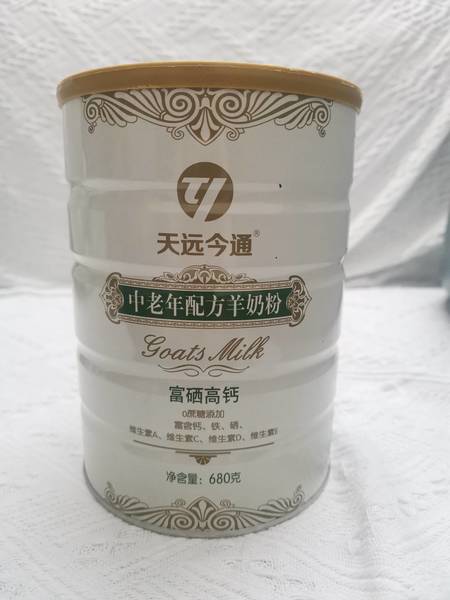 TY
天远今通®
中老年配方羊奶粉
Goats Milk
富硒高钙
0蔗糖添加
富含钙、铁、硒、
维生素A、维生素C、维生素D、维生素E
净含量：680克